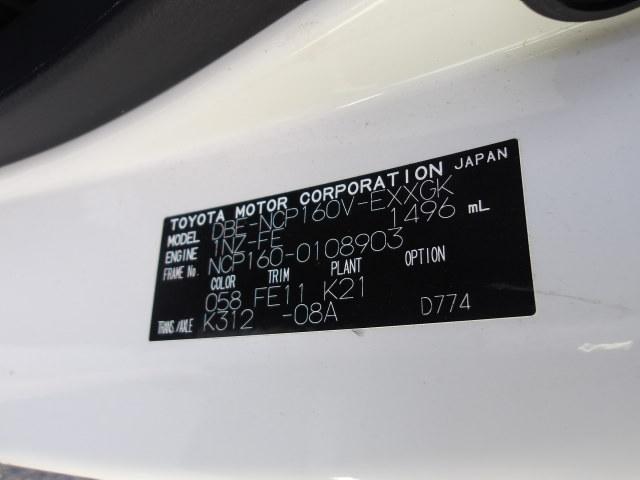 TOYOTA MOTOR CORPORATION JAPAN
MODEL DBE-NCP160V-EXXGK
ENGINE 1NZ-FE 1496 mL
FRAME No. NCP160-0108903
COLOR TRIM PLANT OPTION
058 FE11 K21
TRANS./AXLE K312 -08A D774